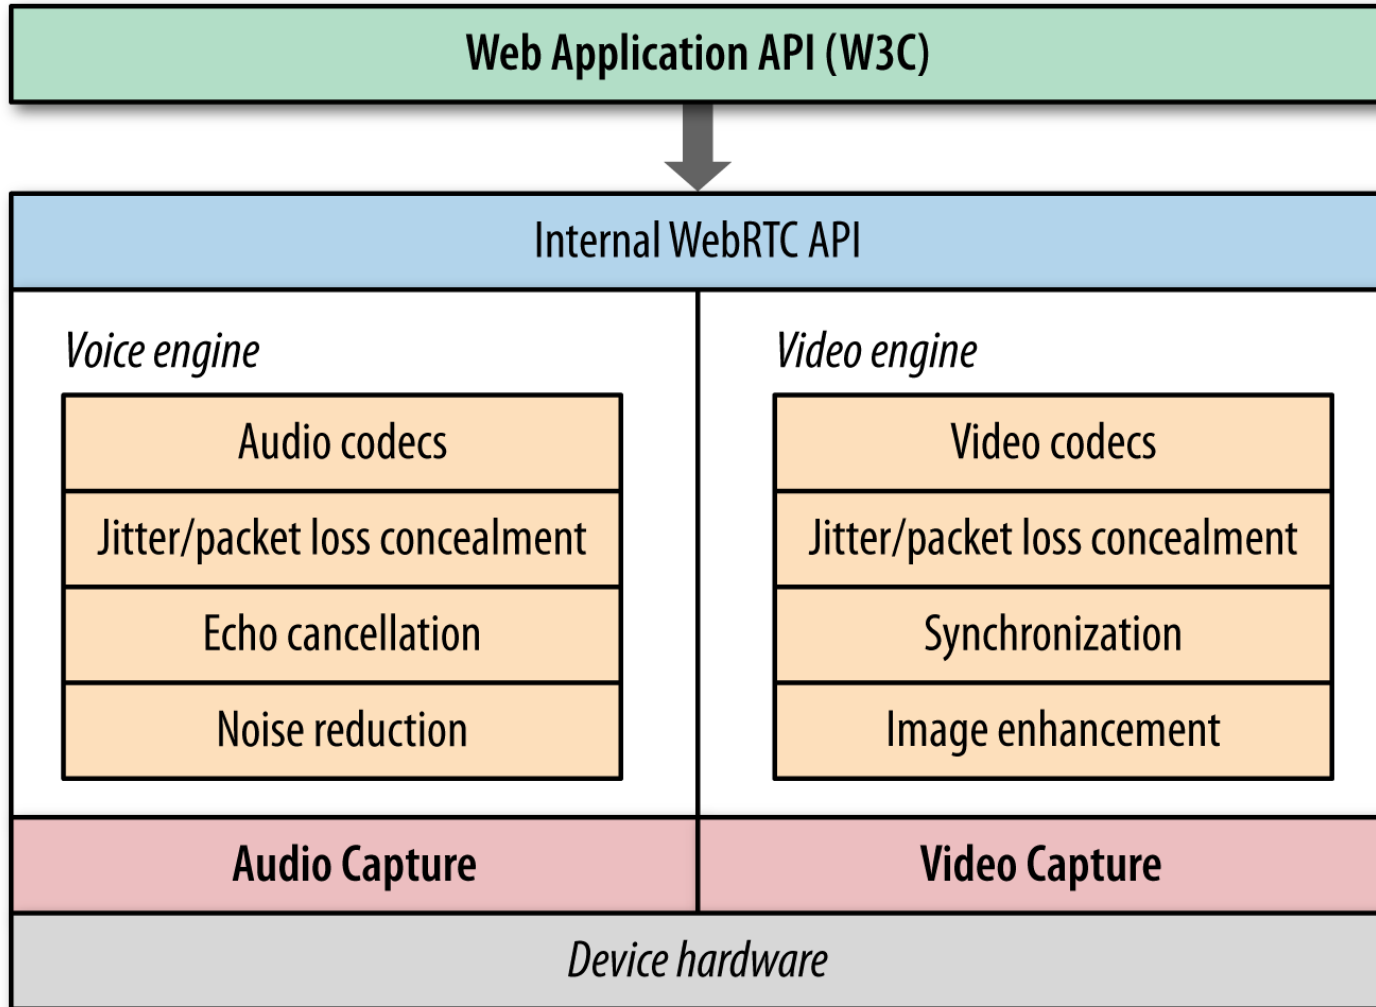 Web Application API (W3C)
Internal WebRTC API
Voice engine
Audio codecs
Jitter/packet loss concealment
Echo cancellation
Noise reduction
Video engine
Video codecs
Jitter/packet loss concealment
Synchronization
Image enhancement
Audio Capture
Video Capture
Device hardware